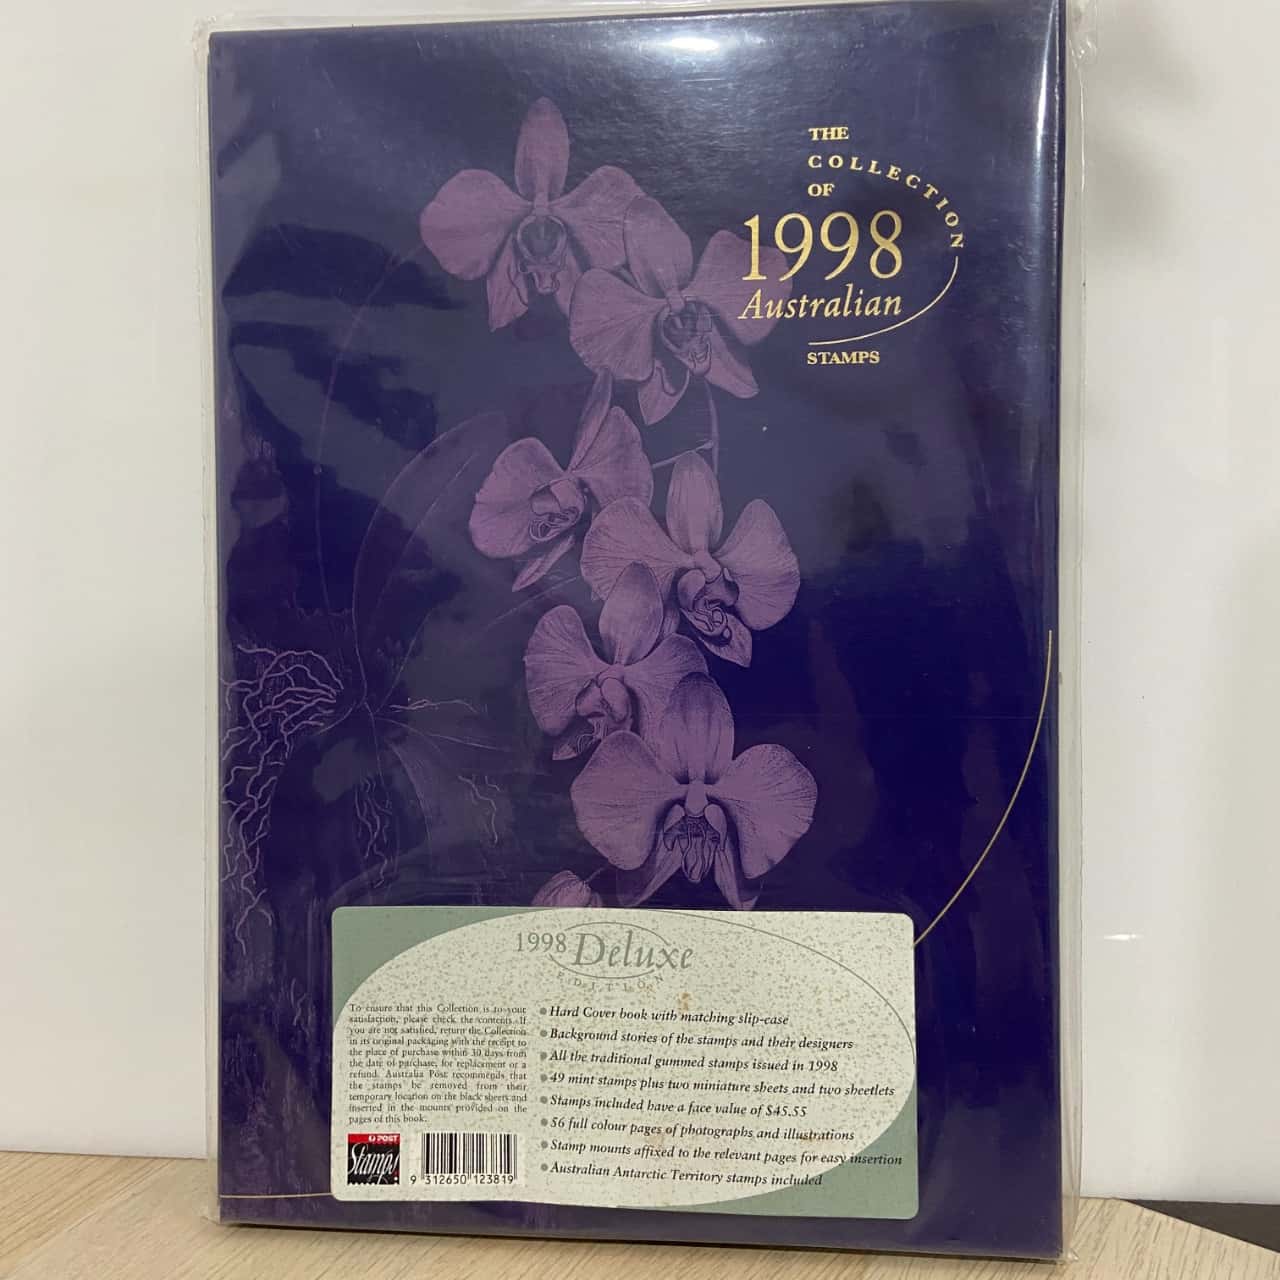 THE
COLLECTION
OF
1998
Australian
STAMPS
1998 Deluxe
EDITION
To ensure that this Collection is to your
satisfaction, please check the contents. If
you are not satisfied, return the Collection
in its original packaging with the receipt to
the place of purchase within 30 days from
the date of purchase, for replacement or a
refund. Australia Post recommends that
the stamps be removed from their
temporary location on the black sheets and
inserted in the mounts provided on the
pages of this book.
POST
Stamps
9 312650 123819
Hard Cover book with matching slip-case
Background stories of the stamps and their designers
All the traditional gummed stamps issued in 1998
49 mint stamps plus two miniature sheets and two sheetlets
Stamps included have a face value of $45.55
56 full colour pages of photographs and illustrations
Stamp mounts affixed to the relevant pages for easy insertion
Australian Antarctic Territory stamps included